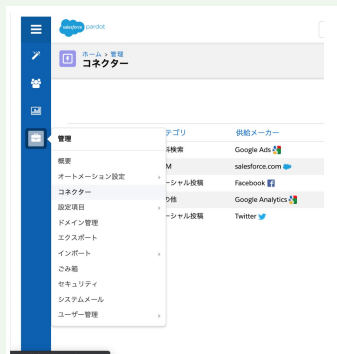 salesforce pardot
ホーム > 管理
コネクター
管理
概要
オートメーション設定
コネクター
設定項目
ドメイン管理
エクスポート
インポート
ごみ箱
セキュリティ
システムメール
ユーザー管理
テゴリ 供給メーカー
料検索 Google Ads
M salesforce.com
ーシャル投稿 Facebook
の他 Google Analytics
ーシャル投稿 Twitter